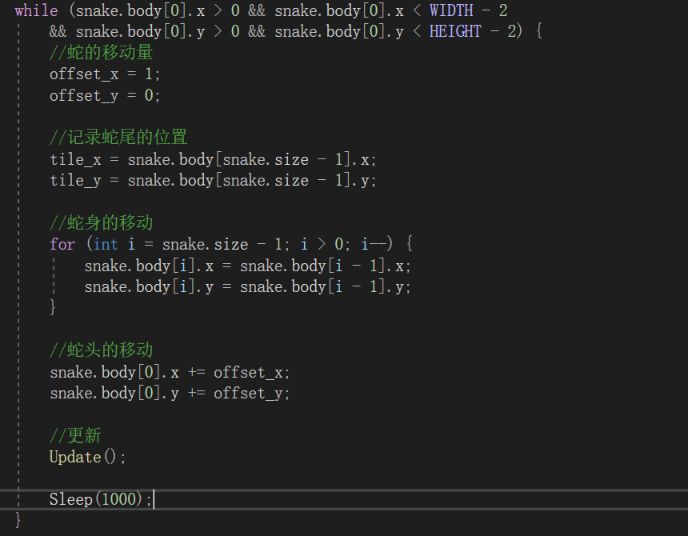 while (snake.body[0].x > 0 && snake.body[0].x < WIDTH - 2
&& snake.body[0].y > 0 && snake.body[0].y < HEIGHT - 2) {
//蛇的移动量
offset_x = 1;
offset_y = 0;
//记录蛇尾的位置
tile_x = snake.body[snake.size - 1].x;
tile_y = snake.body[snake.size - 1].y;
//蛇身的移动
for (int i = snake.size - 1; i > 0; i--) {
snake.body[i].x = snake.body[i - 1].x;
snake.body[i].y = snake.body[i - 1].y;
}
//蛇头的移动
snake.body[0].x += offset_x;
snake.body[0].y += offset_y;
//更新
Update();
Sleep(1000);
}